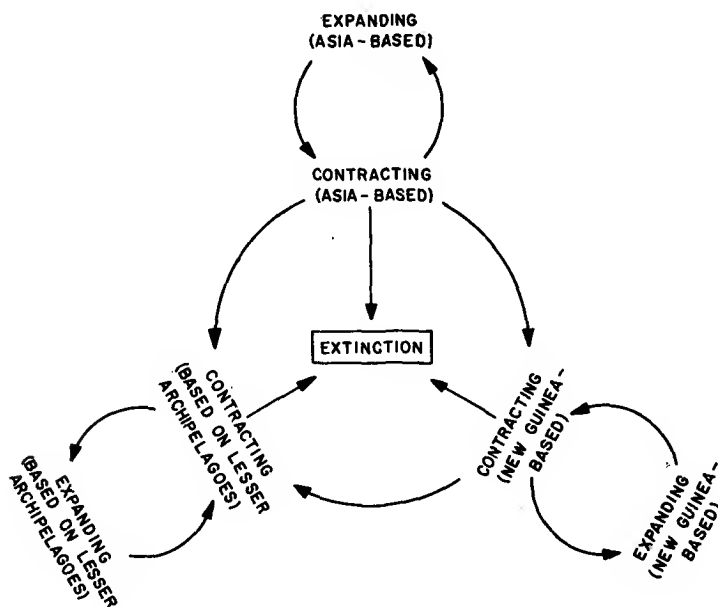 EXPANDING
(ASIA-BASED)
CONTRACTING
(ASIA-BASED)
EXTINCTION
CONTRACTING
(BASED ON LESSER
ARCHIPELAGOES)
CONTRACTING
(NEW GUINEA-
BASED)
EXPANDING
(BASED ON LESSER
ARCHIPELAGOES)
EXPANDING
(NEW GUINEA-
BASED)